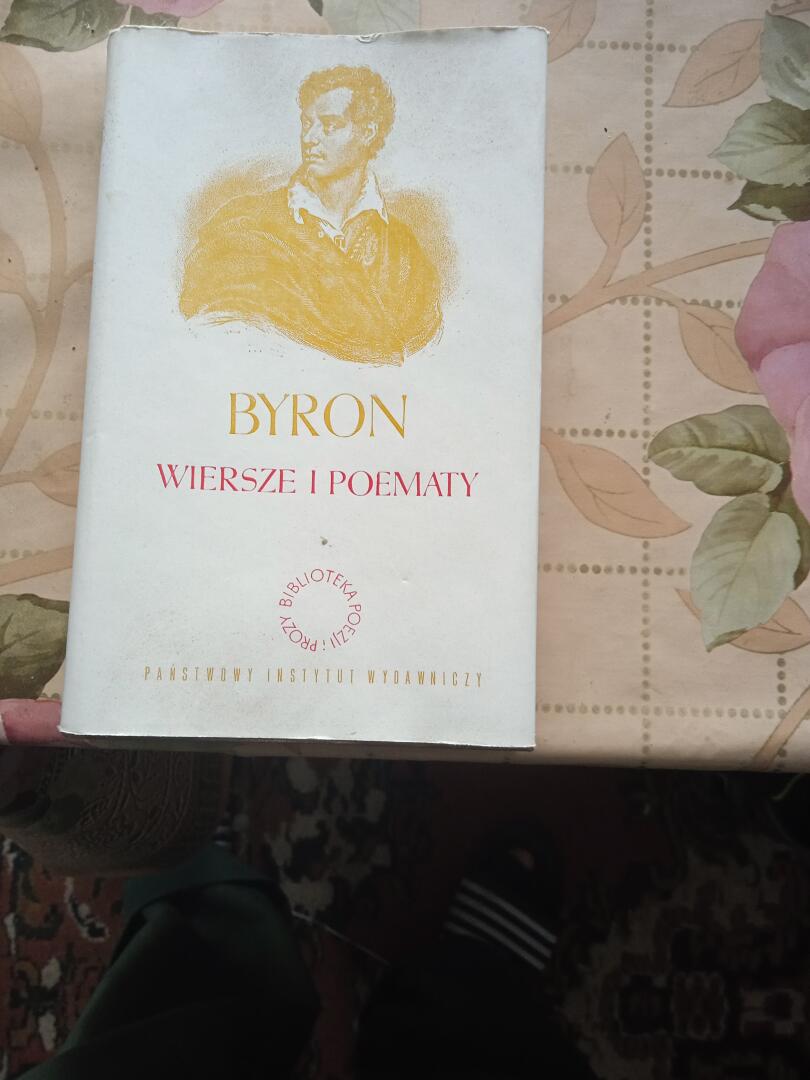 BYRON
WIERSZE I POEMATY
BIBLIOTEKA POEZJI i PROZY
PAŃSTWOWY INSTYTUT WYDAWNICZY